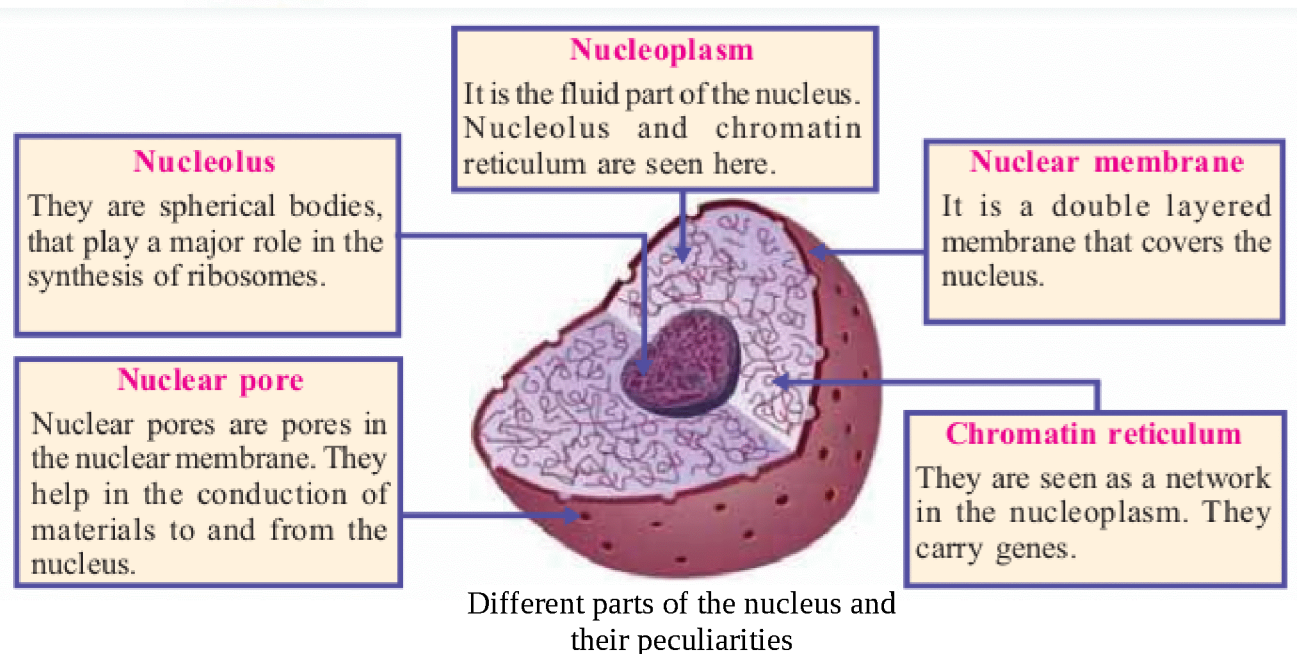 Nucleoplasm
It is the fluid part of the nucleus.
Nucleolus and chromatin
reticulum are seen here.
Nucleolus
They are spherical bodies,
that play a major role in the
synthesis of ribosomes.
Nuclear membrane
It is a double layered
membrane that covers the
nucleus.
Nuclear pore
Nuclear pores are pores in
the nuclear membrane. They
help in the conduction of
materials to and from the
nucleus.
Chromatin reticulum
They are seen as a network
in the nucleoplasm. They
carry genes.
Different parts of the nucleus and
their peculiarities